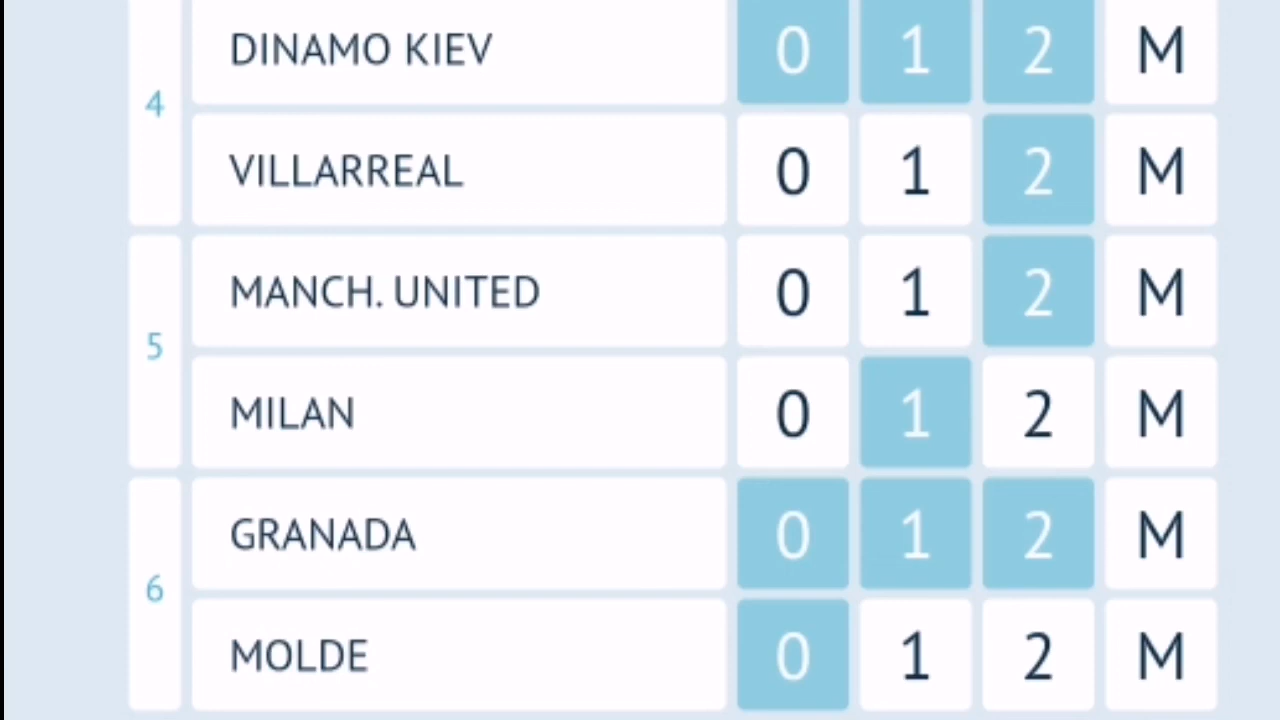 4
DINAMO KIEV 0 1 2 M
VILLARREAL 0 1 2 M
5
MANCH. UNITED 0 1 2 M
MILAN 0 1 2 M
6
GRANADA 0 1 2 M
MOLDE 0 1 2 M